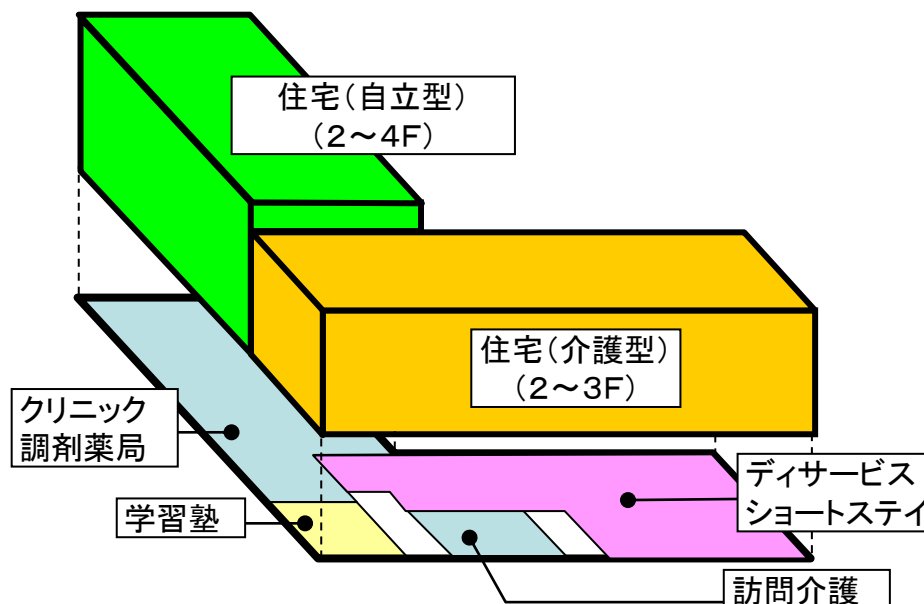 住宅（自立型）
（２～４Ｆ）
住宅（介護型）
（２～３Ｆ）
クリニック
調剤薬局
学習塾
ディサービス
ショートステイ
訪問介護